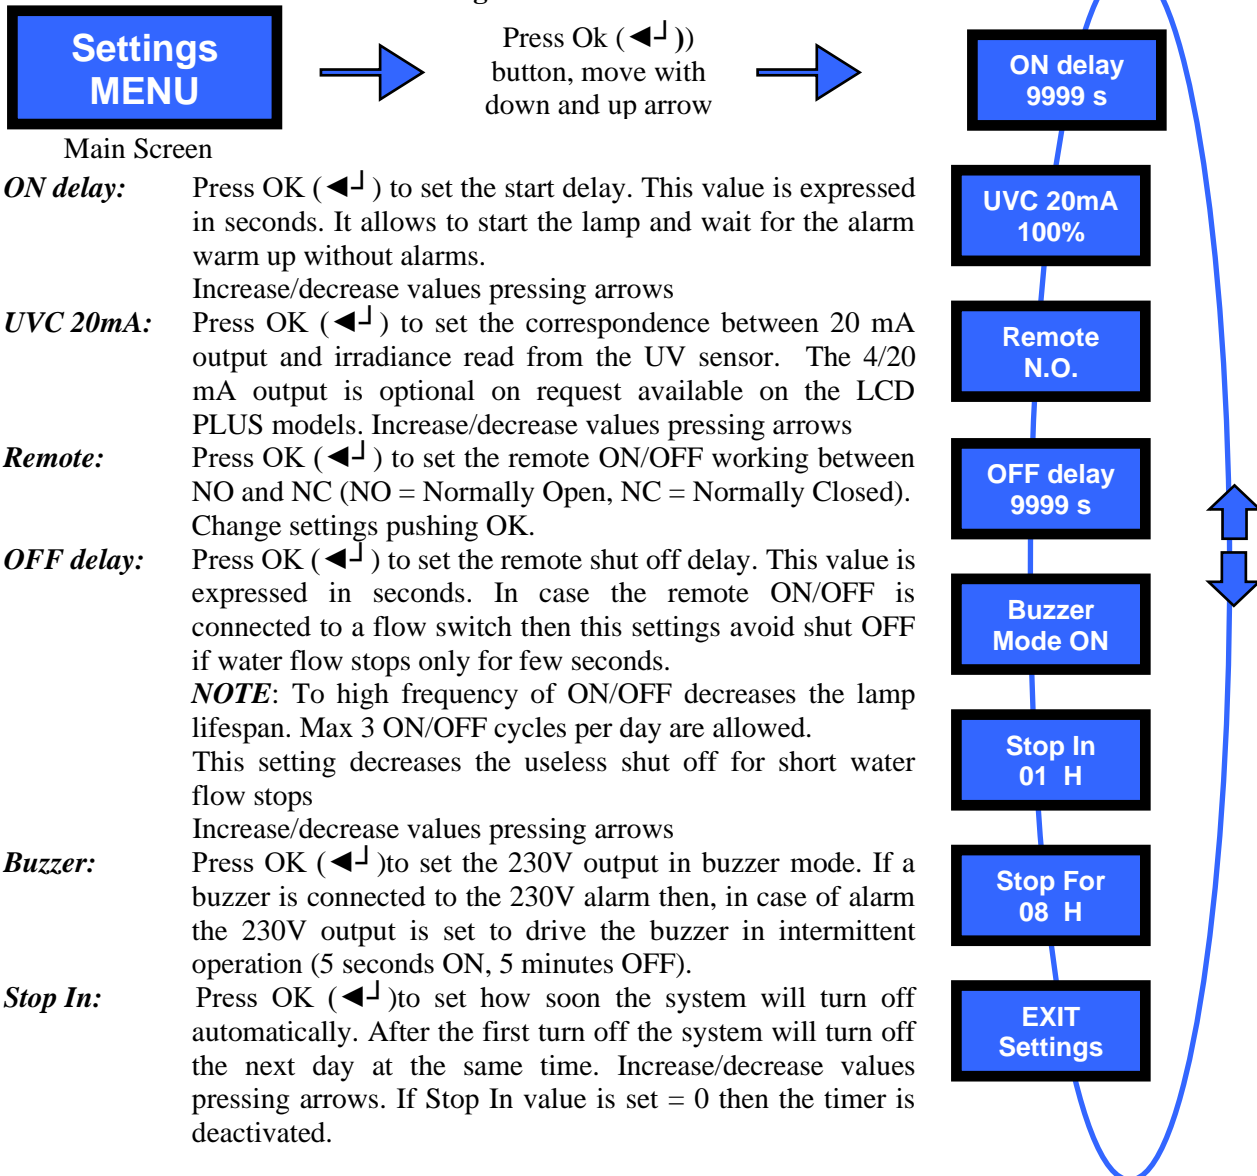 Settings
MENU
Press Ok (◄┘))
button, move with
down and up arrow
Main Screen
ON delay: Press OK (◄┘) to set the start delay. This value is expressed
in seconds. It allows to start the lamp and wait for the alarm
warm up without alarms.
Increase/decrease values pressing arrows
UVC 20mA: Press OK (◄┘) to set the correspondence between 20 mA
output and irradiance read from the UV sensor. The 4/20
mA output is optional on request available on the LCD
PLUS models. Increase/decrease values pressing arrows
Remote: Press OK (◄┘) to set the remote ON/OFF working between
NO and NC (NO = Normally Open, NC = Normally Closed).
Change settings pushing OK.
OFF delay: Press OK (◄┘) to set the remote shut off delay. This value is
expressed in seconds. In case the remote ON/OFF is
connected to a flow switch then this settings avoid shut OFF
if water flow stops only for few seconds.
NOTE: To high frequency of ON/OFF decreases the lamp
lifespan. Max 3 ON/OFF cycles per day are allowed.
This setting decreases the useless shut off for short water
flow stops
Increase/decrease values pressing arrows
Buzzer: Press OK (◄┘)to set the 230V output in buzzer mode. If a
buzzer is connected to the 230V alarm then, in case of alarm
the 230V output is set to drive the buzzer in intermittent
operation (5 seconds ON, 5 minutes OFF).
Stop In: Press OK (◄┘)to set how soon the system will turn off
automatically. After the first turn off the system will turn off
the next day at the same time. Increase/decrease values
pressing arrows. If Stop In value is set = 0 then the timer is
deactivated.
ON delay
9999 s
UVC 20mA
100%
Remote
N.O.
OFF delay
9999 s
Buzzer
Mode ON
Stop In
01 H
Stop For
08 H
EXIT
Settings